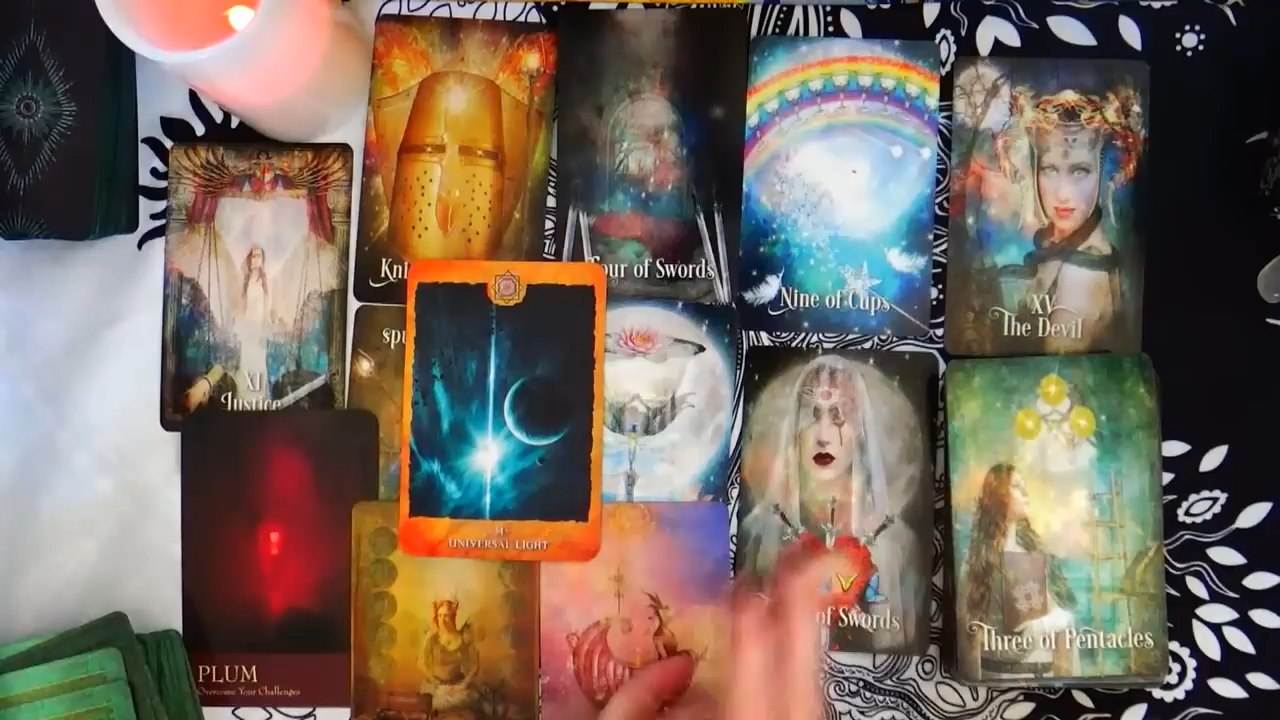 Four of Swords
Nine of Cups
XV
The Devil
XI
Justice
UNIVERSAL LIGHT
of Swords
Three of Pentacles
PLUM
Overcome Your Challenges